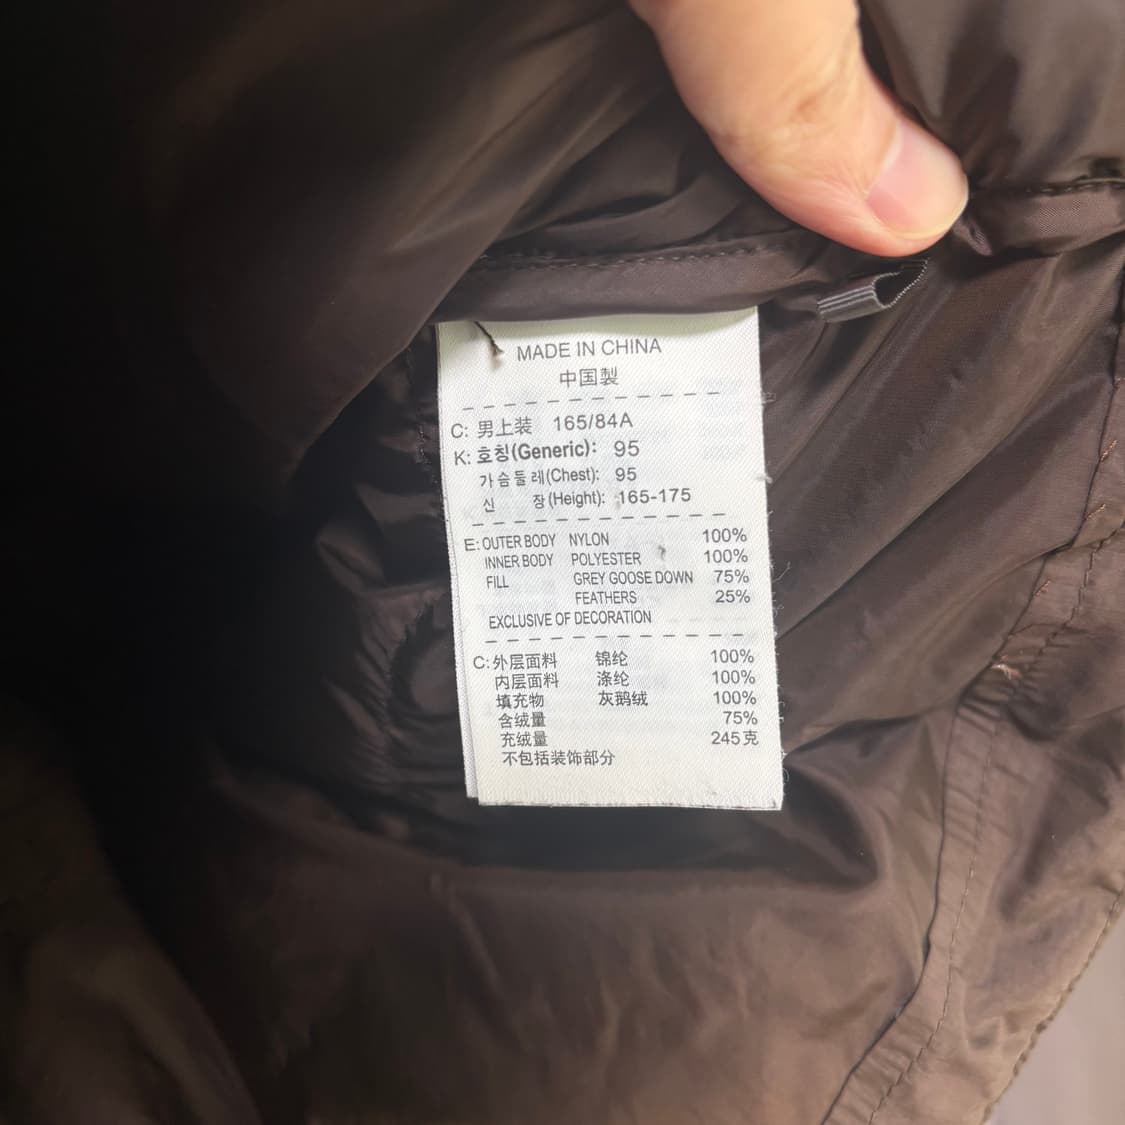 MADE IN CHINA
中国製
C: 男上装 165/84A
K: 호칭(Generic): 95
가슴둘레(Chest): 95
신 장(Height): 165-175
E: OUTER BODY NYLON 100%
INNER BODY POLYESTER 100%
FILL GREY GOOSE DOWN 75%
FEATHERS 25%
EXCLUSIVE OF DECORATION
C: 外层面料 锦纶 100%
内层面料 涤纶 100%
填充物 灰鹅绒 100%
含绒量 75%
充绒量 245克
不包括装饰部分